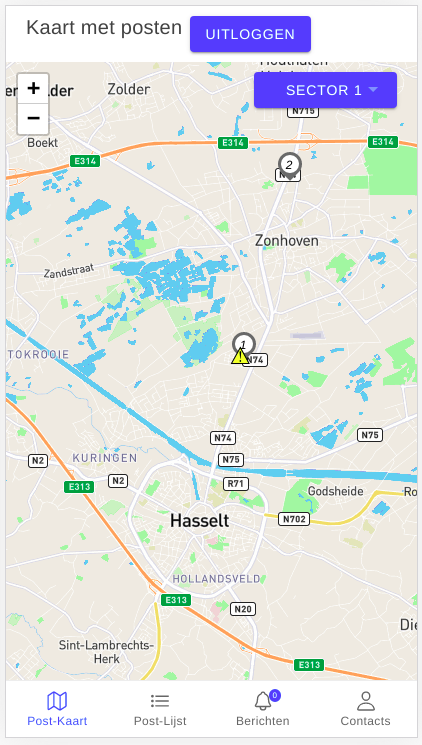 Kaart met posten
UITLOGGEN
Houthalen
Zolder
SECTOR 1
+
−
N715
Boekt
E314
E314
E314
2
Zonhoven
Zandstraat
1
N74
TOKROOIE
N74
N75
N75
N2
KURINGEN
E313
N2
R71
Godsheide
Ro
N702
Hasselt
HOLLANDSVELD
E313
N20
Sint-Lambrechts-
Herk
Die
E313
0
Post-Kaart
Post-Lijst
Berichten
Contacts